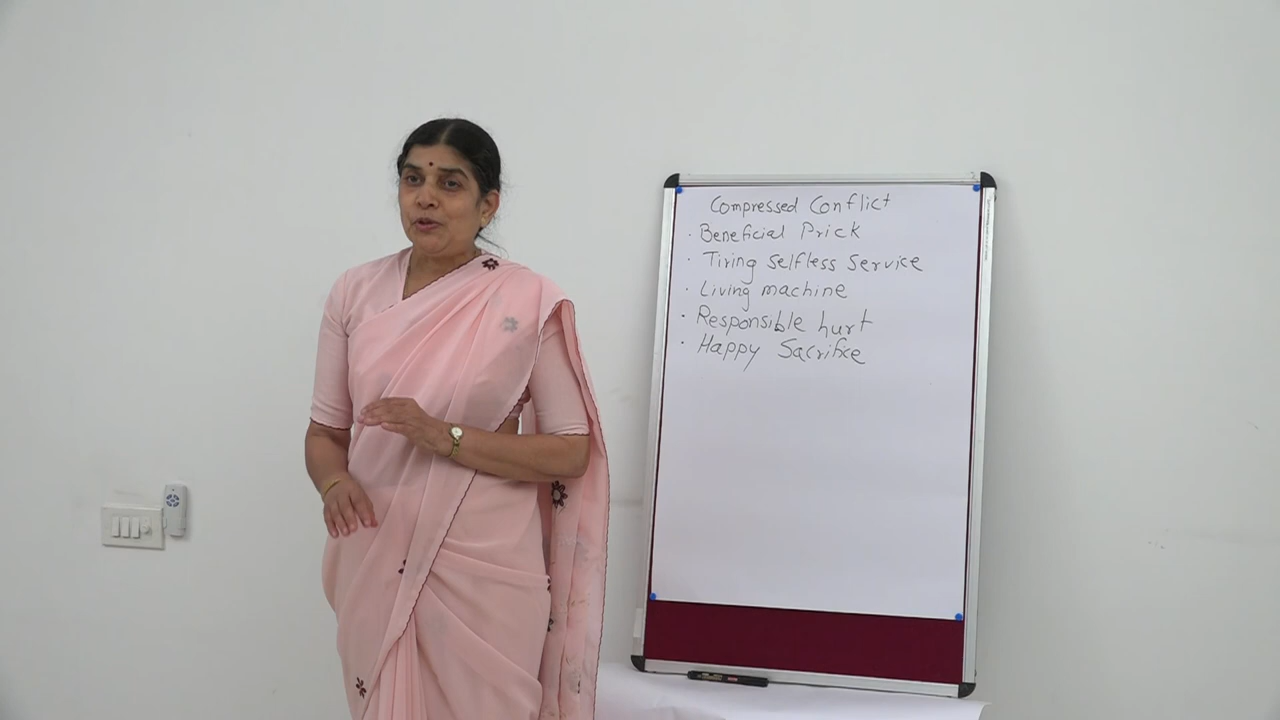 Compressed Conflict
· Beneficial Prick
· Tiring selfless service
· Living machine
· Responsible hurt
· Happy Sacrifice